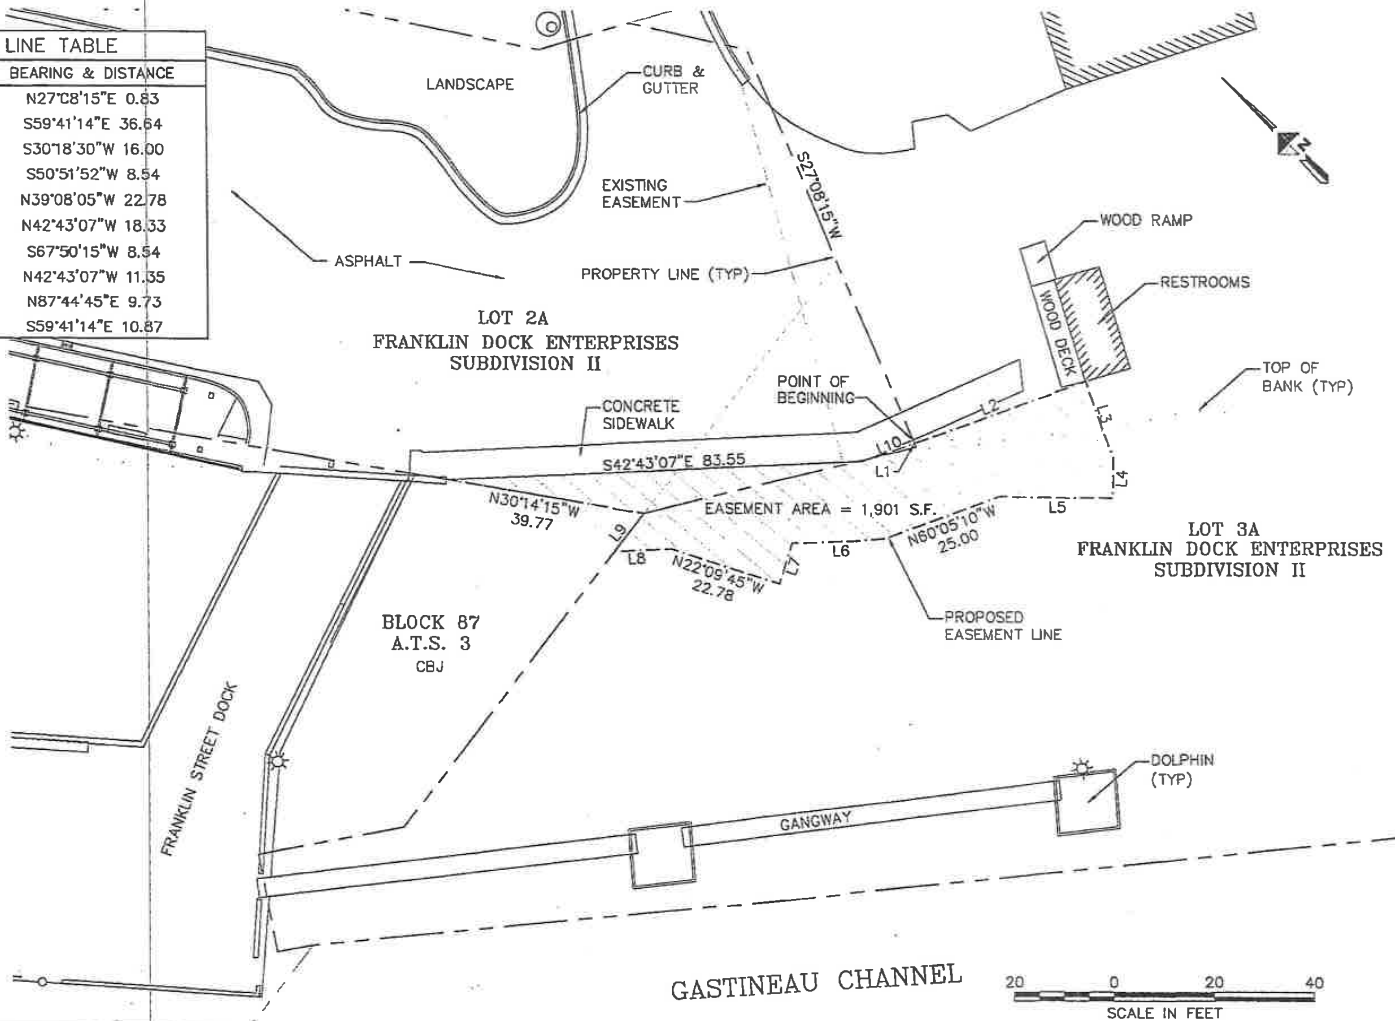 LINE TABLE
BEARING & DISTANCE
N27°08'15"E 0.83
S59°41'14"E 36.64
S30°18'30"W 16.00
S50°51'52"W 8.54
N39°08'05"W 22.78
N42°43'07"W 18.33
S67°50'15"W 8.54
N42°43'07"W 11.35
N87°44'45"E 9.73
S59°41'14"E 10.87
LANDSCAPE
CURB &
GUTTER
EXISTING
EASEMENT
S27°08'15"W
N
ASPHALT
PROPERTY LINE (TYP)
WOOD RAMP
RESTROOMS
WOOD DECK
LOT 2A
FRANKLIN DOCK ENTERPRISES
SUBDIVISION II
POINT OF
BEGINNING
TOP OF
BANK (TYP)
CONCRETE
SIDEWALK
L2
L3
L10
L1
S42°43'07"E 83.55
L4
N30°14'15"W
39.77
EASEMENT AREA = 1,901 S.F.
L5
L9
N60°05'10"W
25.00
L6
L8
L7
N22°09'45"W
22.78
LOT 3A
FRANKLIN DOCK ENTERPRISES
SUBDIVISION II
BLOCK 87
A.T.S. 3
CBJ
PROPOSED
EASEMENT LINE
FRANKLIN STREET DOCK
DOLPHIN
(TYP)
GANGWAY
GASTINEAU CHANNEL
20 0 20 40
SCALE IN FEET